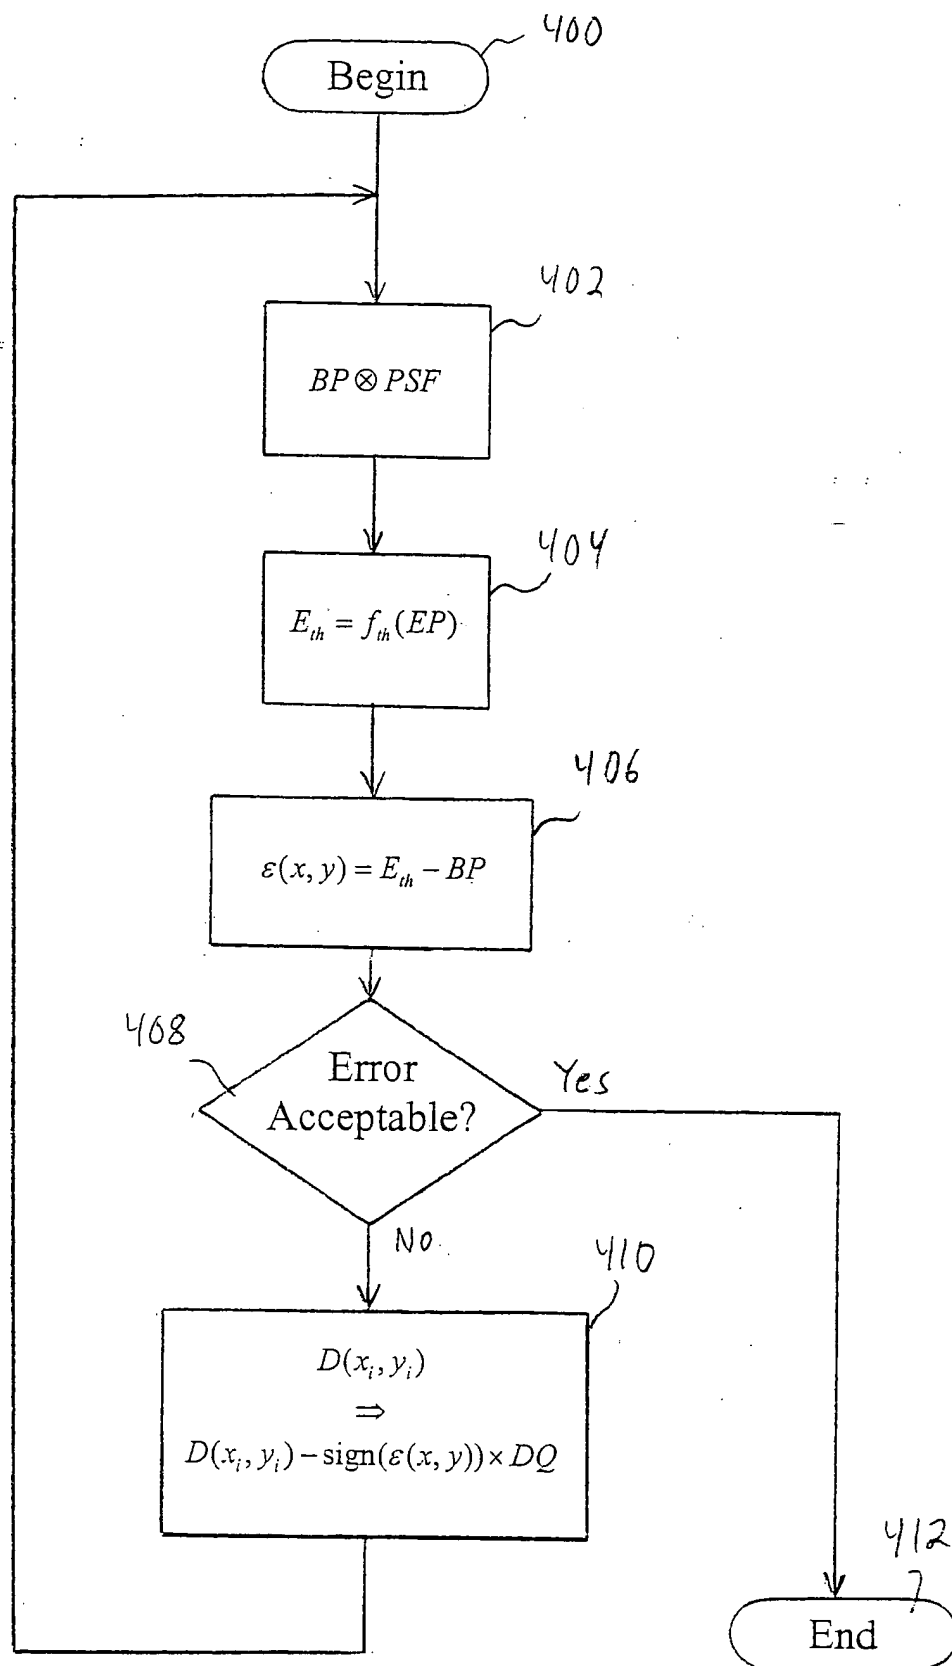 400
Begin
402
BP ⊗ PSF
404
E_th = f_th(EP)
406
ε(x, y) = E_th − BP
408
Error
Acceptable?
Yes
No
410
D(x_i, y_i)
⇒
D(x_i, y_i) − sign(ε(x, y)) × DQ
412
End